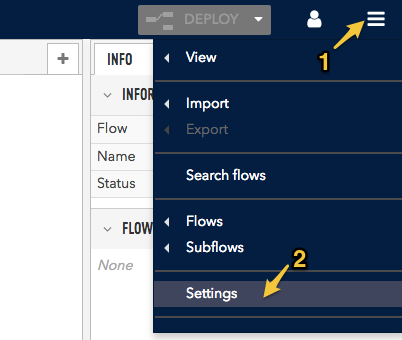 DEPLOY
1
+
INFO
View
INFOR
Import
Flow
Export
Name
Search flows
Status
Flows
FLOW
Subflows
2
None
Settings